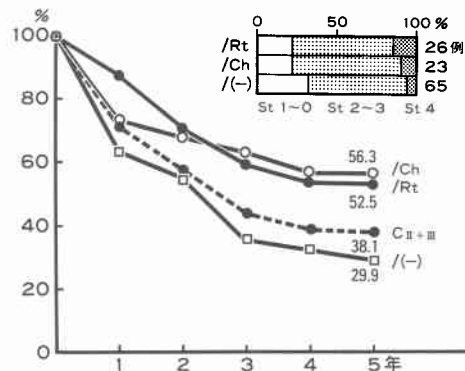 0 50 100 %
/Rt 26例
/Ch 23
/(−) 65
St 1~0 St 2~3 St 4
%
100
80
60
40
20
0
56.3 /Ch
/Rt
52.5
CⅡ+Ⅲ
38.1
/(−)
29.9
1 2 3 4 5年